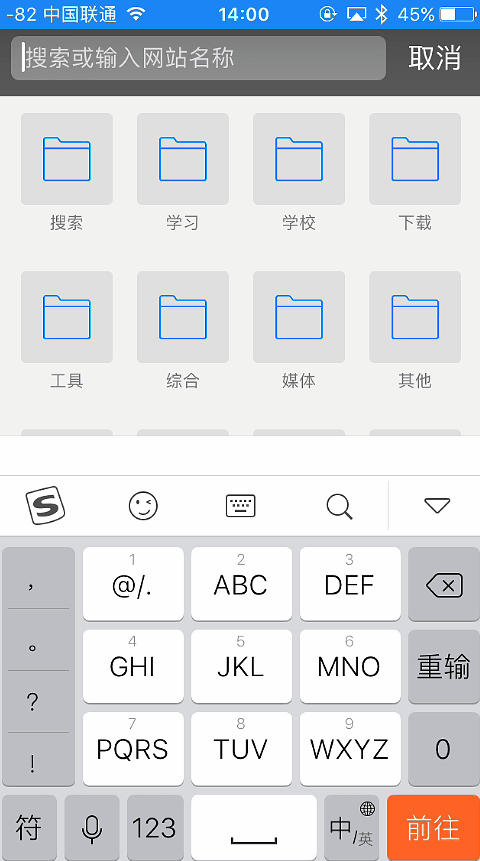 -82 中国联通 14:00 45%
搜索或输入网站名称 取消
搜索 学习 学校 下载
工具 综合 媒体 其他
S
， 1 2 3
@/. ABC DEF
。 4 5 6
GHI JKL MNO 重输
? 7 8 9
PQRS TUV WXYZ 0
!
符 123 中/英 前往